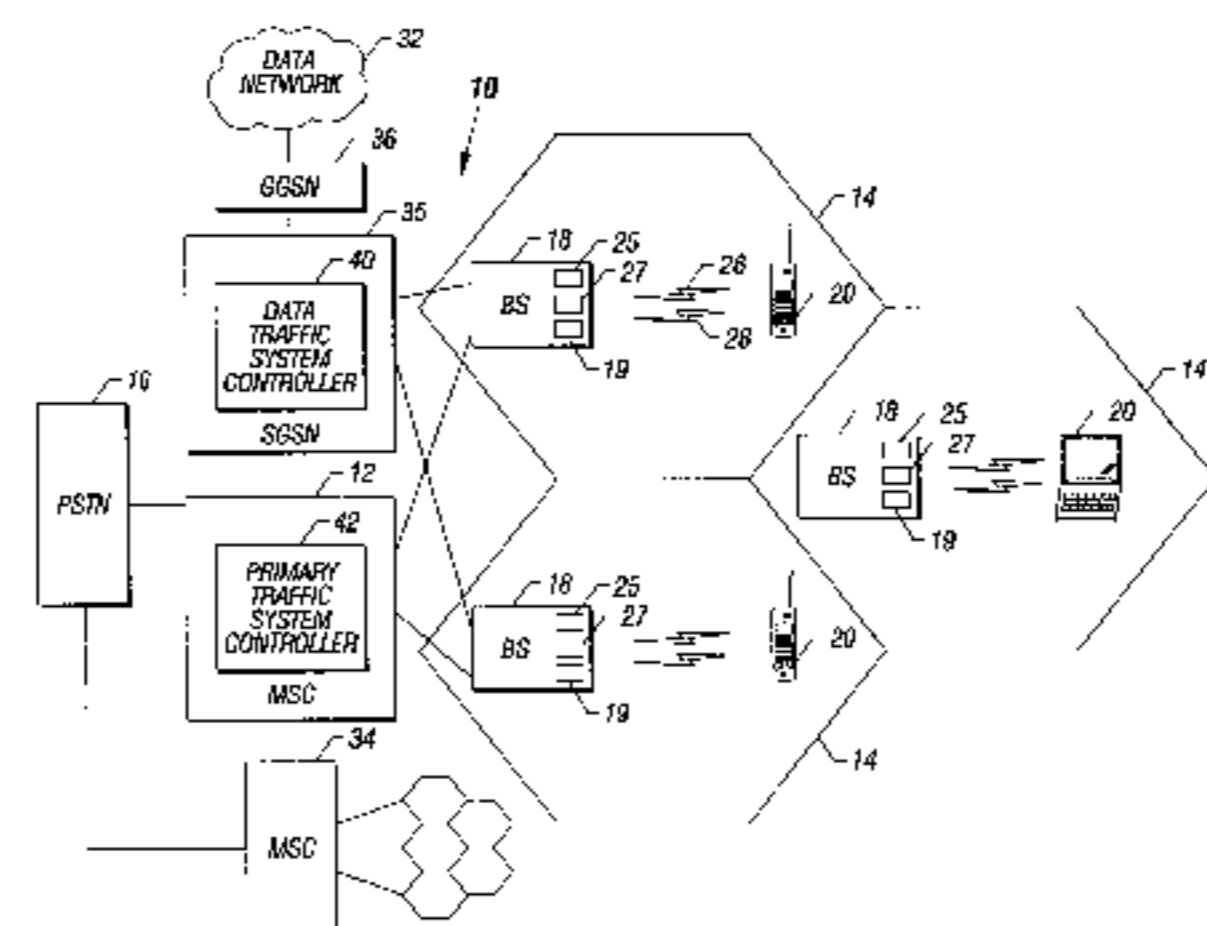 32
DATA
NETWORK
10
36
GGSN
35
14
40
18
25
27
26
DATA
TRAFFIC
SYSTEM
CONTROLLER
BS
20
26
19
SGSN
16
14
12
18
25
20
27
PSTN
42
BS
19
PRIMARY
TRAFFIC
SYSTEM
CONTROLLER
18
25
27
BS
20
MSC
19
34
14
MSC